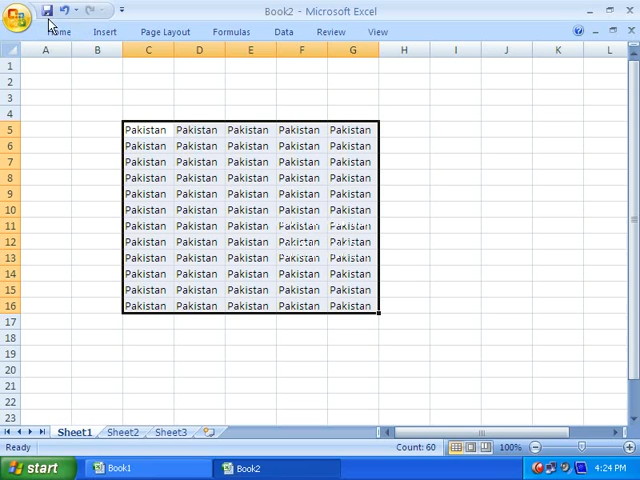 Book2 - Microsoft Excel
Home Insert Page Layout Formulas Data Review View
A B C D E F G H I J K L
1
2
3
4
5 Pakistan Pakistan Pakistan Pakistan Pakistan
6 Pakistan Pakistan Pakistan Pakistan Pakistan
7 Pakistan Pakistan Pakistan Pakistan Pakistan
8 Pakistan Pakistan Pakistan Pakistan Pakistan
9 Pakistan Pakistan Pakistan Pakistan Pakistan
10 Pakistan Pakistan Pakistan Pakistan Pakistan
11 Pakistan Pakistan Pakistan Pakistan Pakistan
12 Pakistan Pakistan Pakistan Pakistan Pakistan
13 Pakistan Pakistan Pakistan Pakistan Pakistan
14 Pakistan Pakistan Pakistan Pakistan Pakistan
15 Pakistan Pakistan Pakistan Pakistan Pakistan
16 Pakistan Pakistan Pakistan Pakistan Pakistan
17
18
19
20
21
22
23
Sheet1 Sheet2 Sheet3
Ready Count: 60 100%
start Book1 Book2 4:24 PM